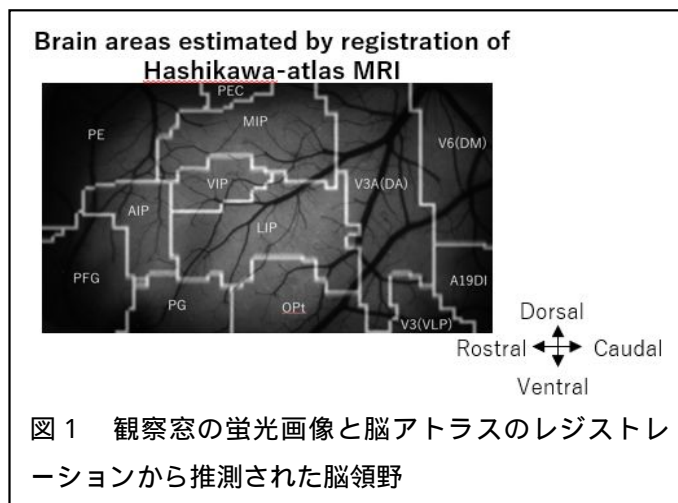 Brain areas estimated by registration of
Hashikawa-atlas MRI
PEC
PE
MIP
V6(DM)
VIP
V3A(DA)
AIP
LIP
PFG
A19DI
PG
OPt
V3(VLP)
Dorsal
Rostral
Caudal
Ventral
図1 観察窓の蛍光画像と脳アトラスのレジストレ
ーションから推測された脳領野